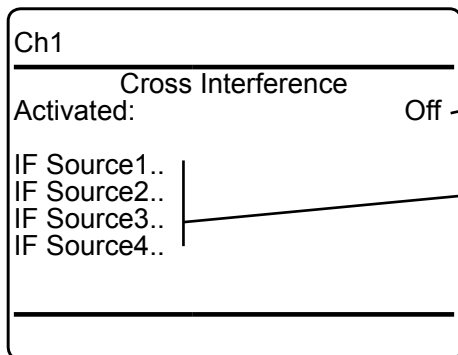 Ch1
Cross Interference
Activated: Off
IF Source1..
IF Source2..
IF Source3..
IF Source4..